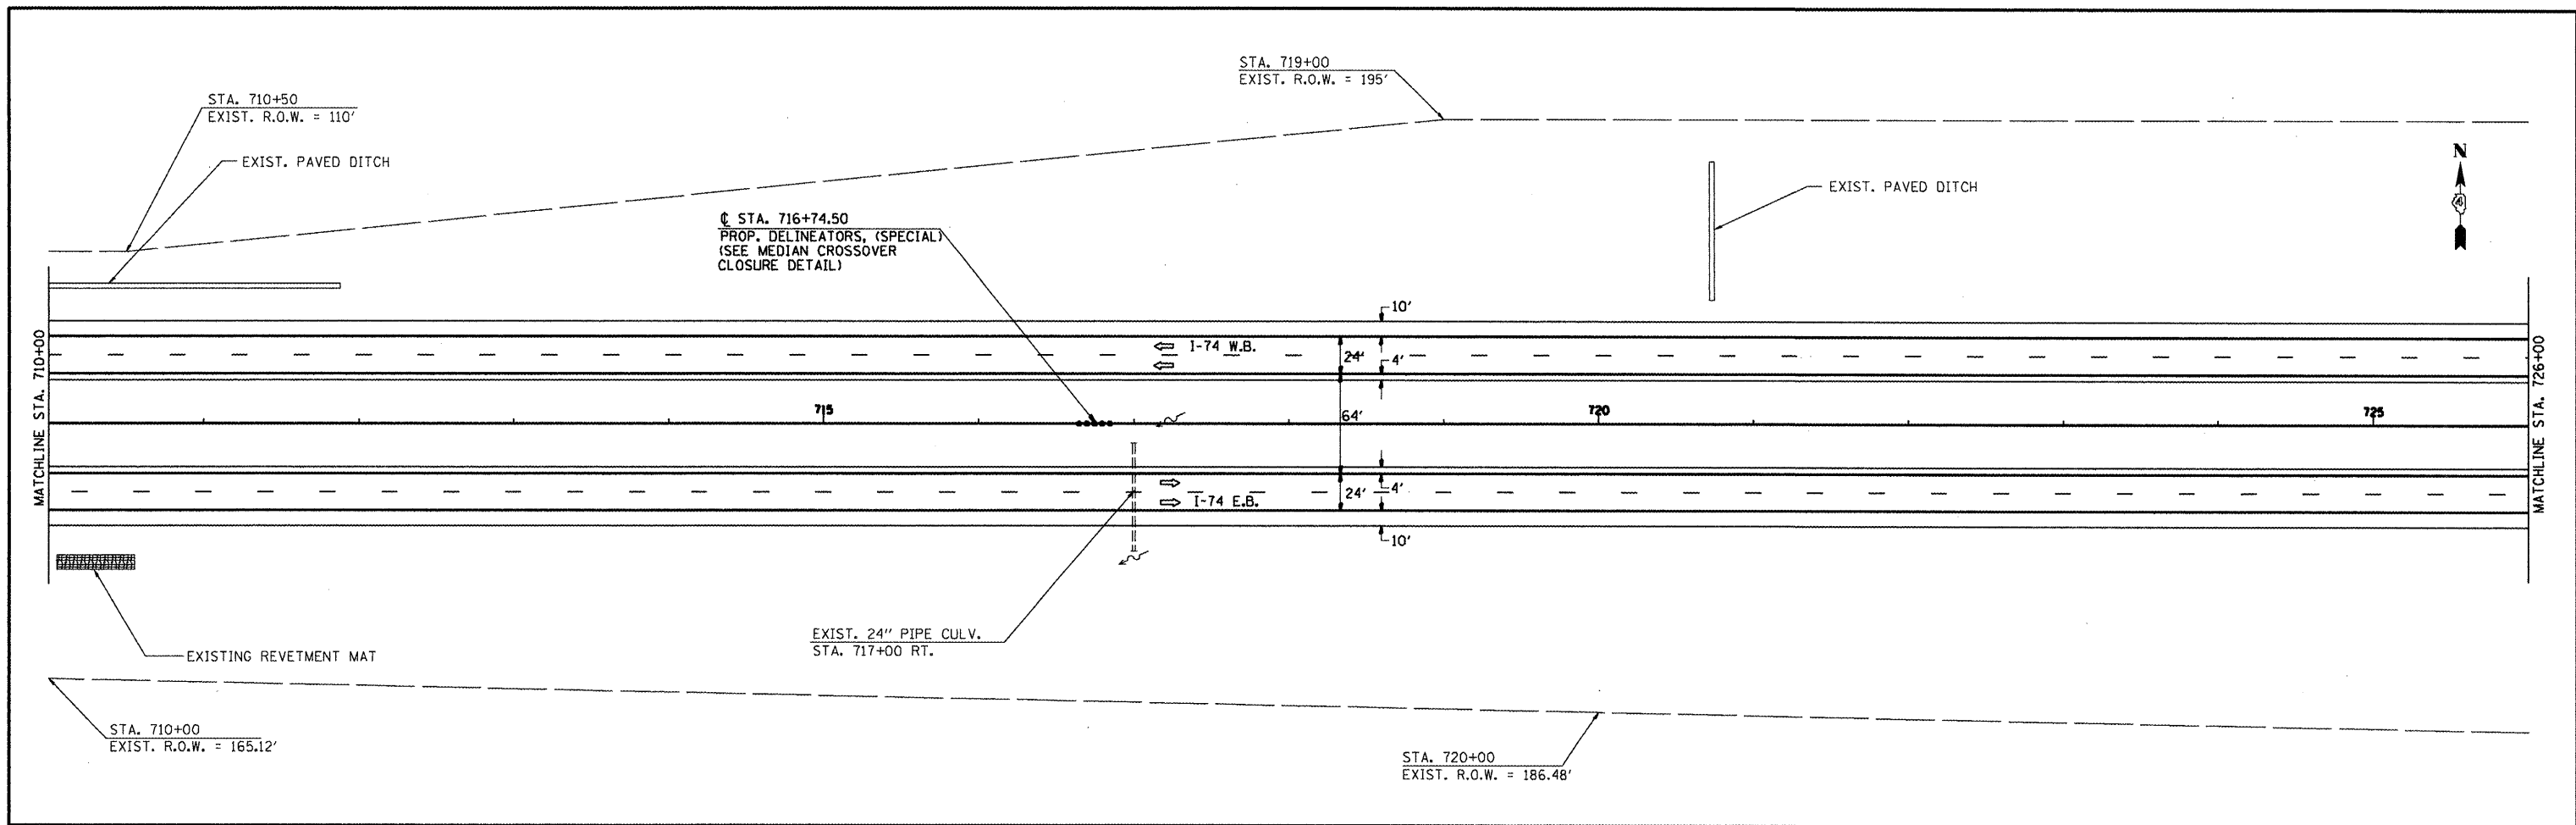 STA. 719+00
EXIST. R.O.W. = 195'
STA. 710+50
EXIST. R.O.W. = 110'
EXIST. PAVED DITCH
N
4
EXIST. PAVED DITCH
℄ STA. 716+74.50
PROP. DELINEATORS, (SPECIAL)
(SEE MEDIAN CROSSOVER
CLOSURE DETAIL)
10'
I-74 W.B.
24'
4'
MATCHLINE STA. 710+00
MATCHLINE STA. 726+00
715
64'
720
725
24'
4'
I-74 E.B.
10'
EXIST. 24" PIPE CULV.
STA. 717+00 RT.
EXISTING REVETMENT MAT
STA. 710+00
EXIST. R.O.W. = 165.12'
STA. 720+00
EXIST. R.O.W. = 186.48'